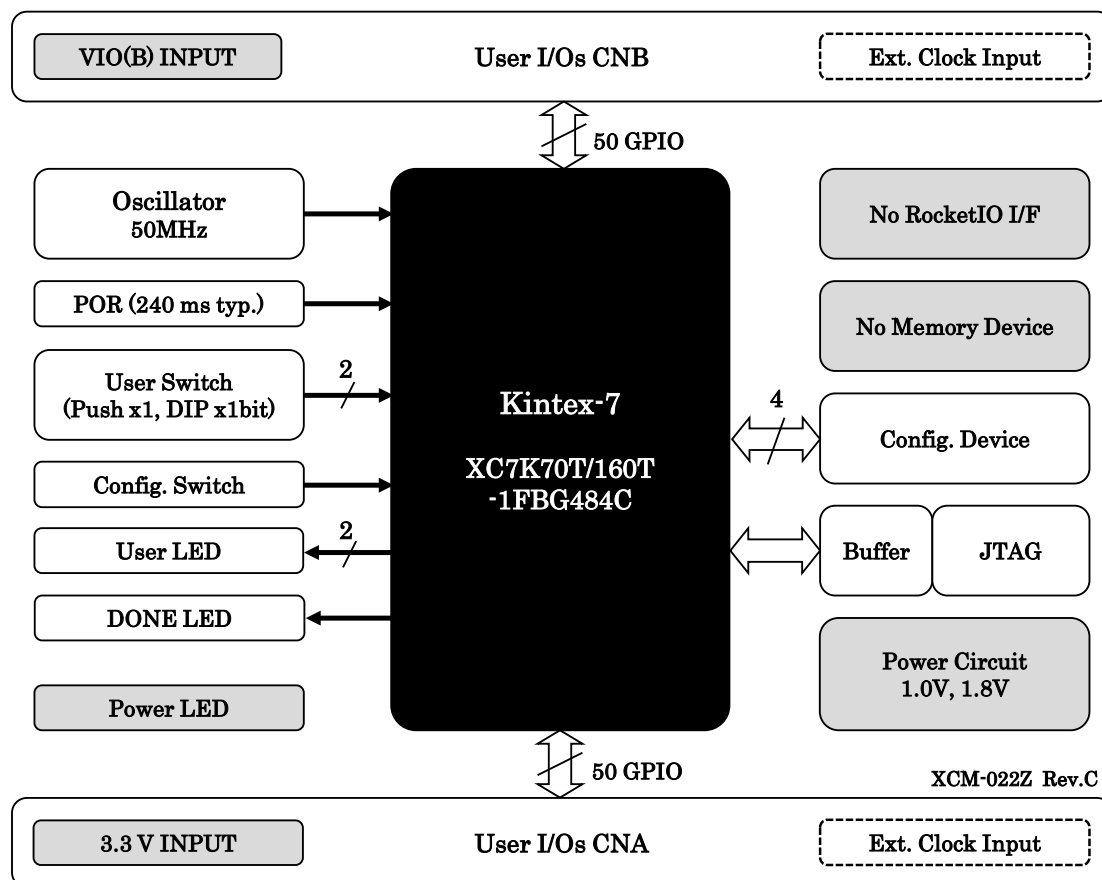 VIO(B) INPUT
User I/Os CNB
Ext. Clock Input
50 GPIO
Oscillator
50MHz
POR (240 ms typ.)
User Switch
(Push x1, DIP x1bit)
2
Config. Switch
User LED
2
DONE LED
Power LED
Kintex-7
XC7K70T/160T
-1FBG484C
No RocketIO I/F
No Memory Device
4
Config. Device
Buffer
JTAG
Power Circuit
1.0V, 1.8V
50 GPIO
XCM-022Z Rev.C
3.3 V INPUT
User I/Os CNA
Ext. Clock Input